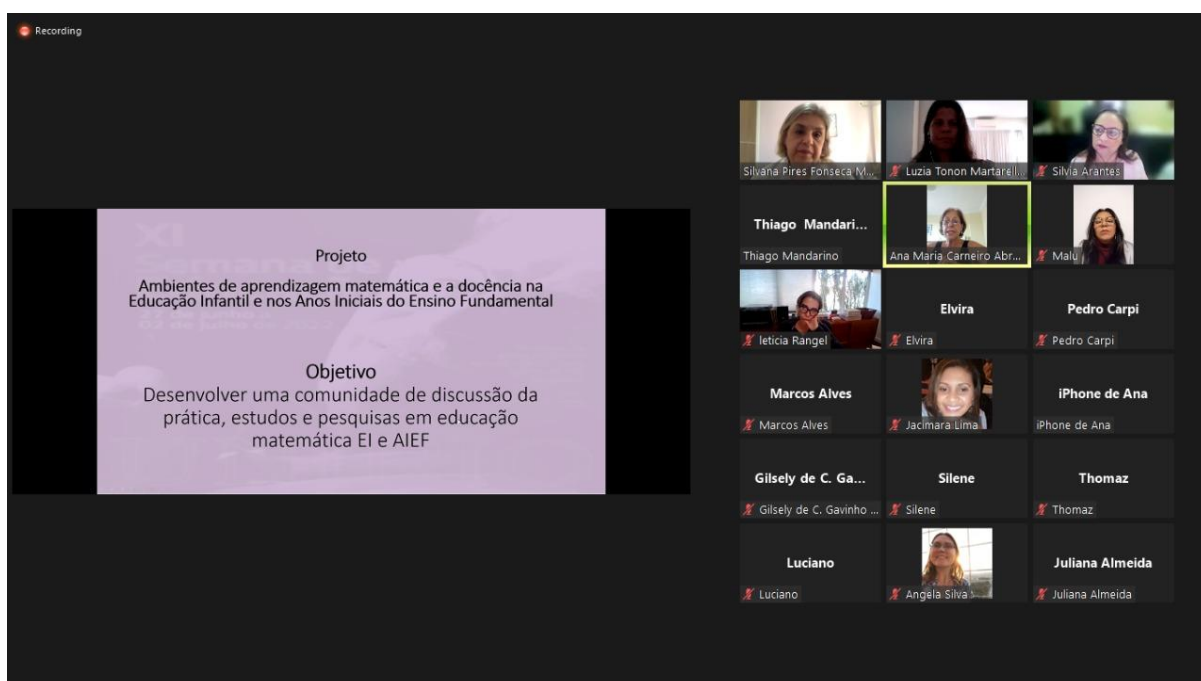 Recording
Projeto
Ambientes de aprendizagem matemática e a docência na
Educação Infantil e nos Anos Iniciais do Ensino Fundamental
Objetivo
Desenvolver uma comunidade de discussão da
prática, estudos e pesquisas em educação
matemática EI e AIEF
Silvana Pires Fonseca M...
Luzia Tonon Martarell...
Silvia Arantes
Thiago Mandari...
Thiago Mandarino
Ana Maria Carneiro Abr...
Malu
leticia Rangel
Elvira
Elvira
Pedro Carpi
Pedro Carpi
Marcos Alves
Marcos Alves
Jacimara Lima
iPhone de Ana
iPhone de Ana
Gilsely de C. Ga...
Gilsely de C. Gavinho ...
Silene
Silene
Thomaz
Thomaz
Luciano
Luciano
Angela Silva
Juliana Almeida
Juliana Almeida